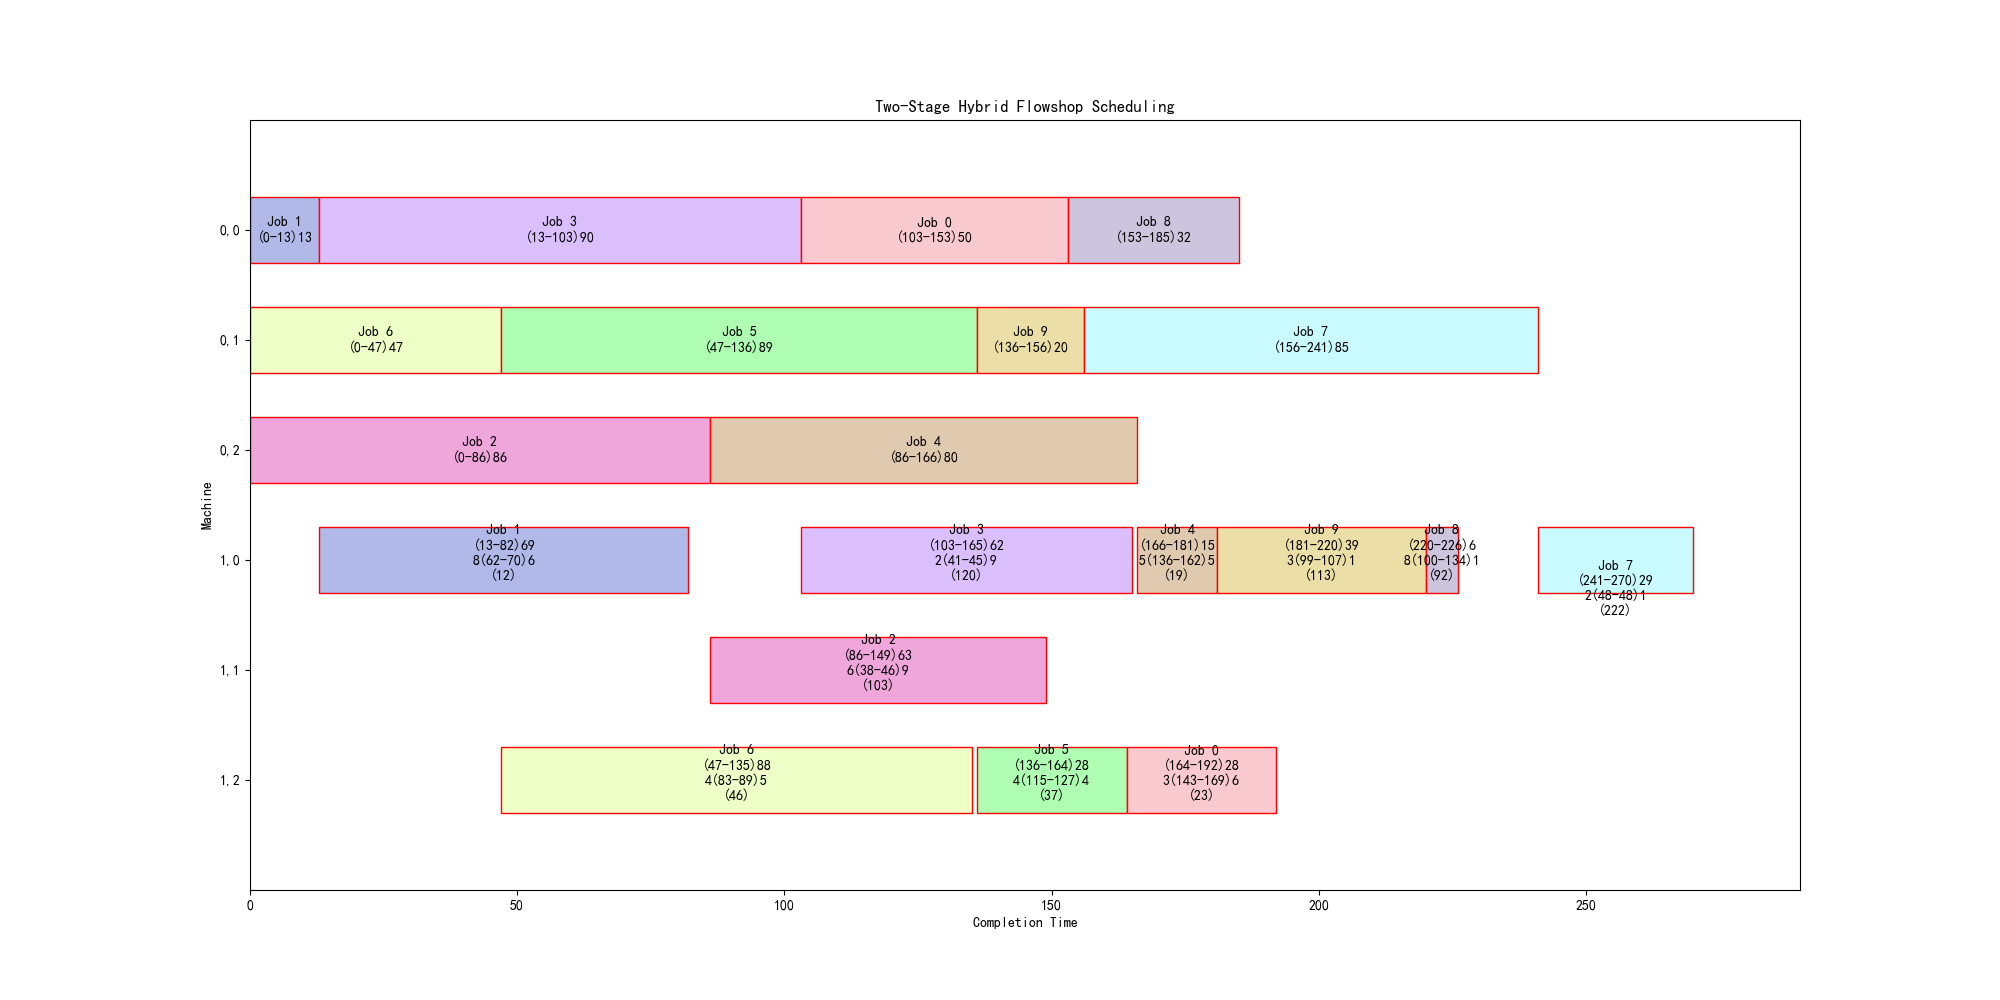 Two-Stage Hybrid Flowshop Scheduling
Machine
0,0
Job 1
(0-13)13
Job 3
(13-103)90
Job 0
(103-153)50
Job 8
(153-185)32
0,1
Job 6
(0-47)47
Job 5
(47-136)89
Job 9
(136-156)20
Job 7
(156-241)85
0,2
Job 2
(0-86)86
Job 4
(86-166)80
1,0
Job 1
(13-82)69
8(62-70)6
(12)
Job 3
(103-165)62
2(41-45)9
(120)
Job 4
(166-181)15
5(136-162)5
(19)
Job 9
(181-220)39
3(99-107)1
(113)
Job 8
(220-226)6
8(100-134)1
(92)
Job 7
(241-270)29
2(48-48)1
(222)
1,1
Job 2
(86-149)63
6(38-46)9
(103)
1,2
Job 6
(47-135)88
4(83-89)5
(46)
Job 5
(136-164)28
4(115-127)4
(37)
Job 0
(164-192)28
3(143-169)6
(23)
0
50
100
150
200
250
Completion Time